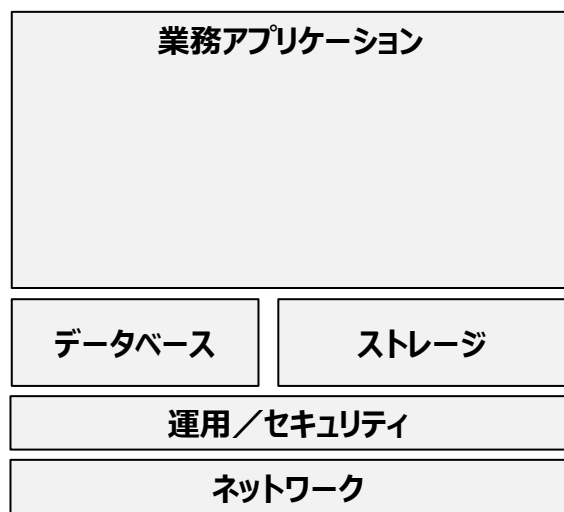 業務アプリケーション
データベース
ストレージ
運用／セキュリティ
ネットワーク